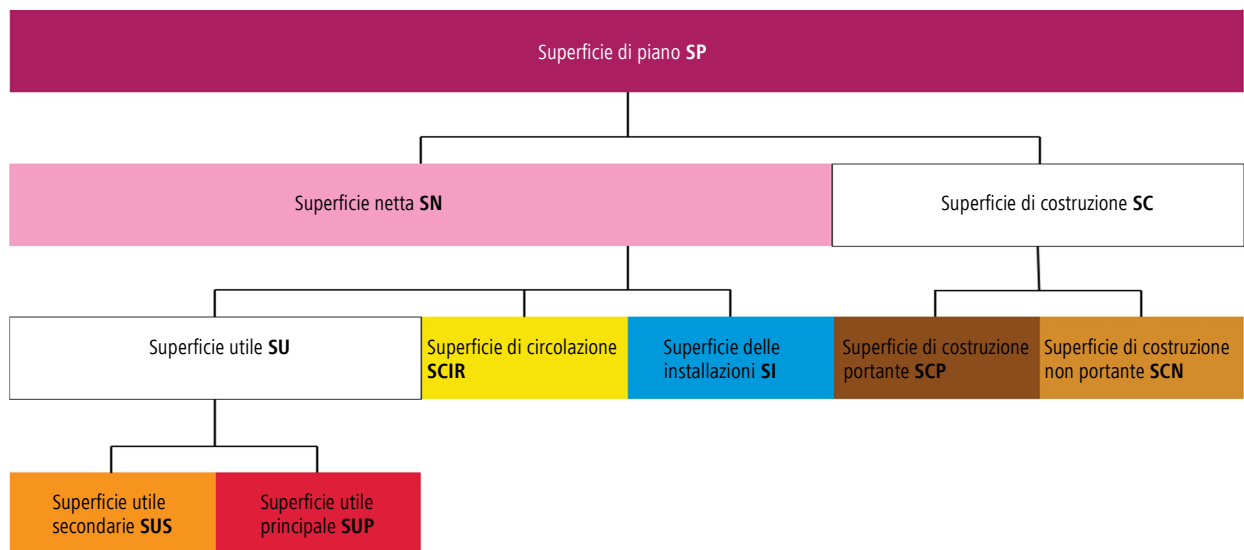 Superficie di piano SP
Superficie netta SN
Superficie di costruzione SC
Superficie utile SU
Superficie di circolazione
SCIR
Superficie delle
installazioni SI
Superficie di costruzione
portante SCP
Superficie di costruzione
non portante SCN
Superficie utile
secondarie SUS
Superficie utile
principale SUP